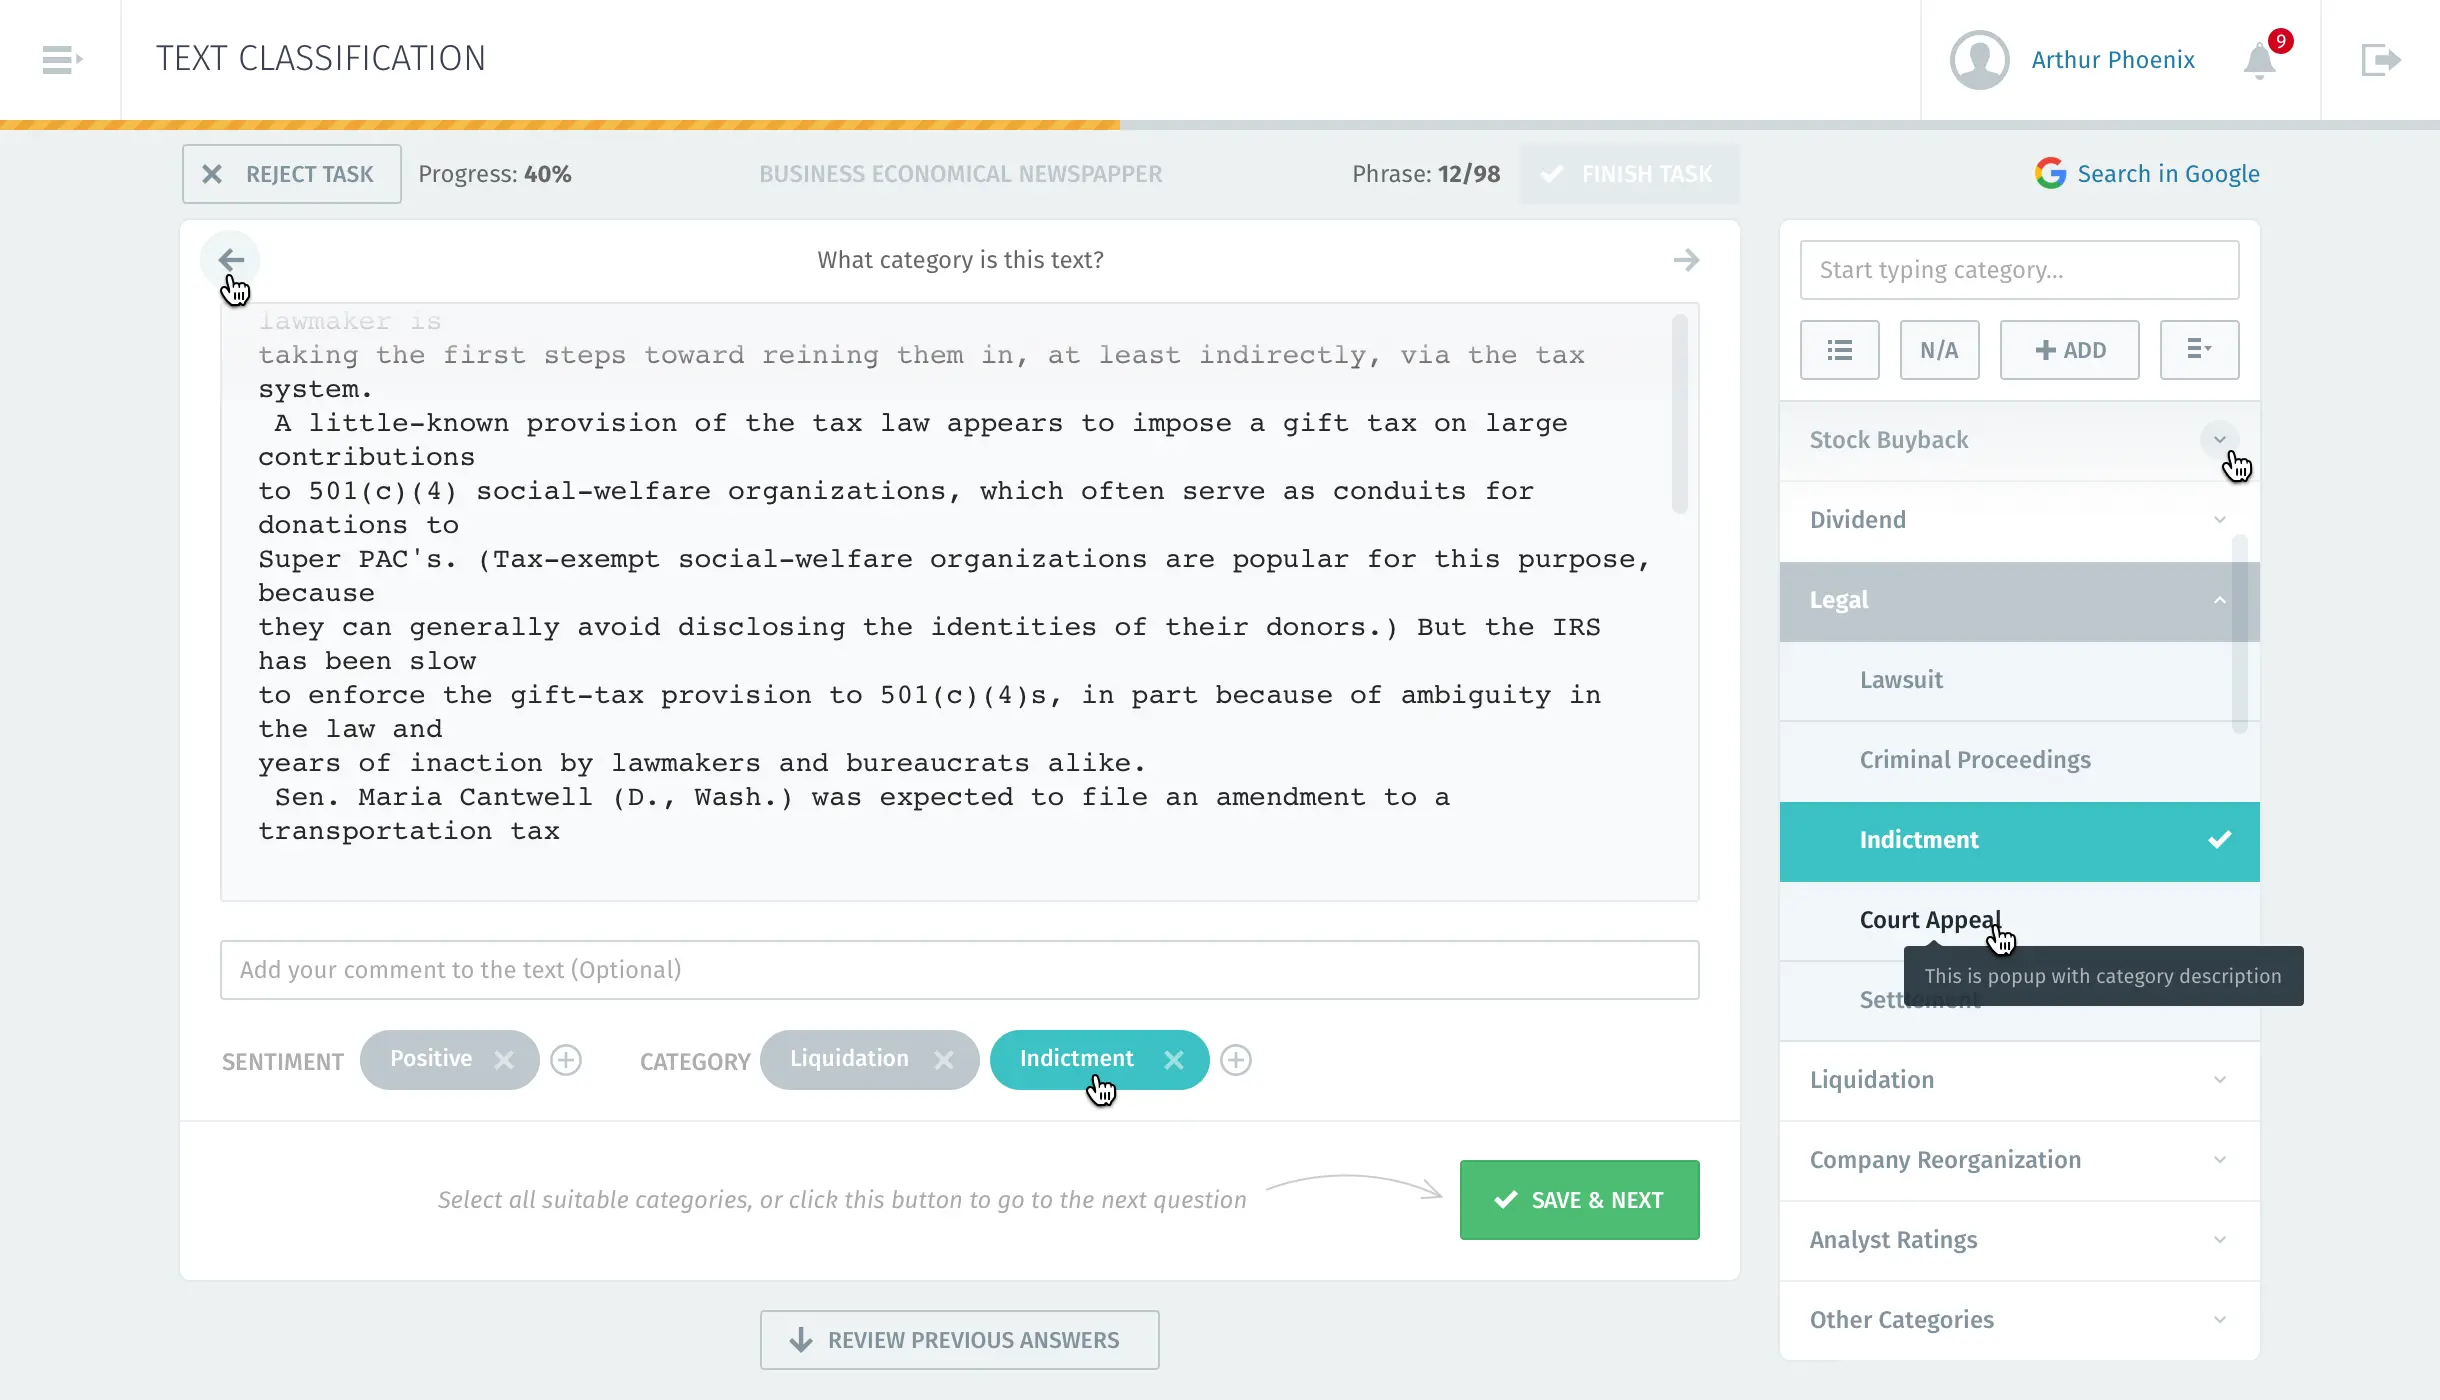 TEXT CLASSIFICATION
Arthur Phoenix
9
REJECT TASK
Progress: 40%
BUSINESS ECONOMICAL NEWSPAPPER
Phrase: 12/98
FINISH TASK
Search in Google
What category is this text?
lawmaker is
taking the first steps toward reining them in, at least indirectly, via the tax
system.
A little-known provision of the tax law appears to impose a gift tax on large
contributions
to 501(c)(4) social-welfare organizations, which often serve as conduits for
donations to
Super PAC's. (Tax-exempt social-welfare organizations are popular for this purpose,
because
they can generally avoid disclosing the identities of their donors.) But the IRS
has been slow
to enforce the gift-tax provision to 501(c)(4)s, in part because of ambiguity in
the law and
years of inaction by lawmakers and bureaucrats alike.
Sen. Maria Cantwell (D., Wash.) was expected to file an amendment to a
transportation tax
Add your comment to the text (Optional)
SENTIMENT
Positive
CATEGORY
Liquidation
Indictment
Select all suitable categories, or click this button to go to the next question
SAVE & NEXT
REVIEW PREVIOUS ANSWERS
Start typing category...
N/A
ADD
Stock Buyback
Dividend
Legal
Lawsuit
Criminal Proceedings
Indictment
Court Appeal
This is popup with category description
Settlement
Liquidation
Company Reorganization
Analyst Ratings
Other Categories